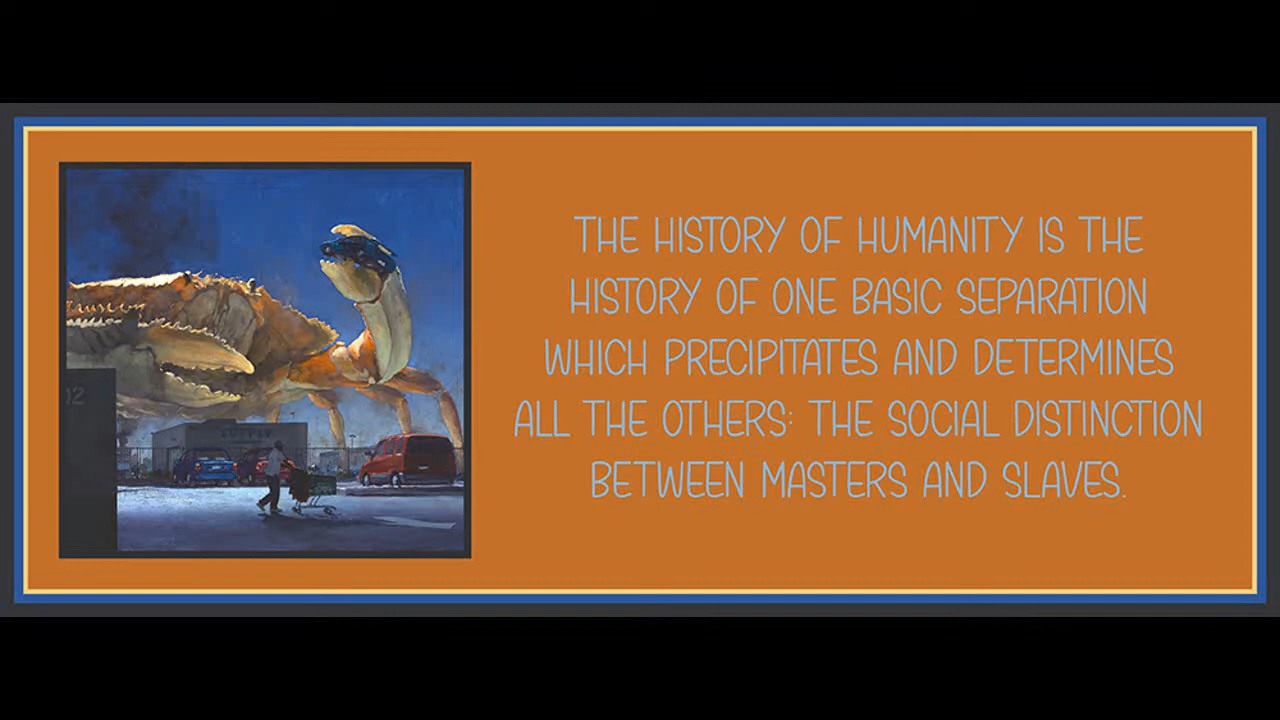 THE HISTORY OF HUMANITY IS THE
HISTORY OF ONE BASIC SEPARATION
WHICH PRECIPITATES AND DETERMINES
ALL THE OTHERS: THE SOCIAL DISTINCTION
BETWEEN MASTERS AND SLAVES.
SUPPLY